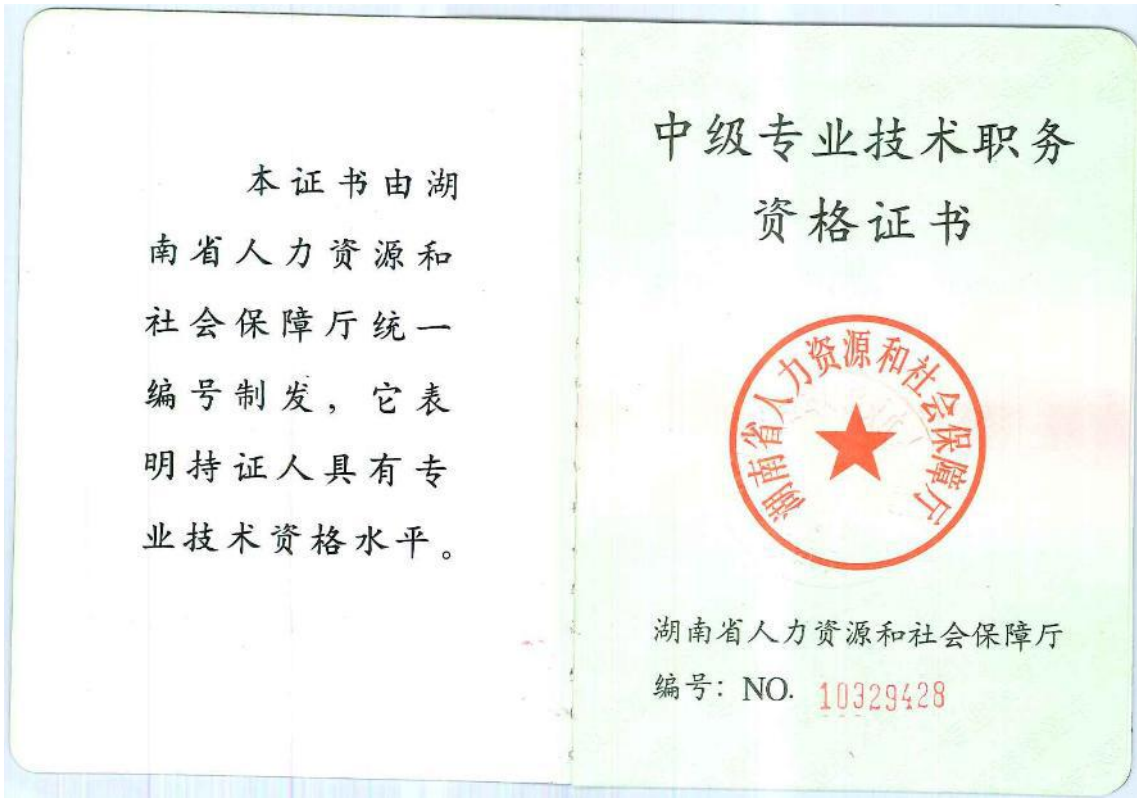 本证书由湖
南省人力资源和
社会保障厅统一
编号制发，它表
明持证人具有专
业技术资格水平。
中级专业技术职务
资格证书
湖南省人力资源和社会保障厅
湖南省人力资源和社会保障厅
编号：NO. 10329428